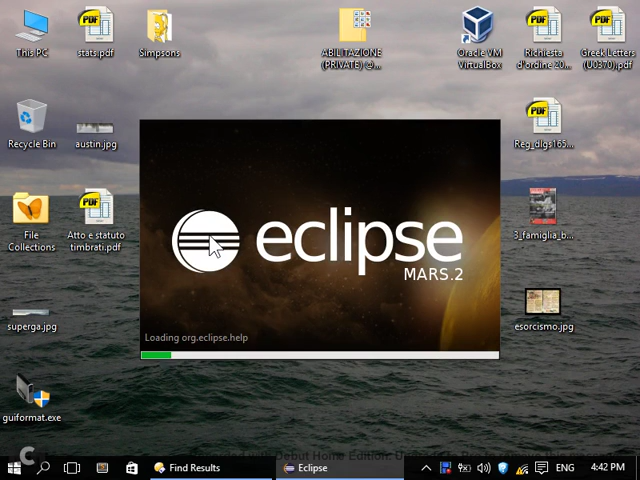 This PC
stats.pdf
Simpsons
ABILITAZIONE
(PRIVATE) @...
Oracle VM
VirtualBox
Richiesta
d'ordine 20...
Greek Letters
(U0370).pdf
Recycle Bin
austin.jpg
Reg_dlgs165...
File
Collections
Atto e statuto
timbrati.pdf
3_famiglia_b...
superga.jpg
esorcismo.jpg
guiformat.exe
eclipse
MARS.2
Loading org.eclipse.help
Find Results
Eclipse
ENG
4:42 PM